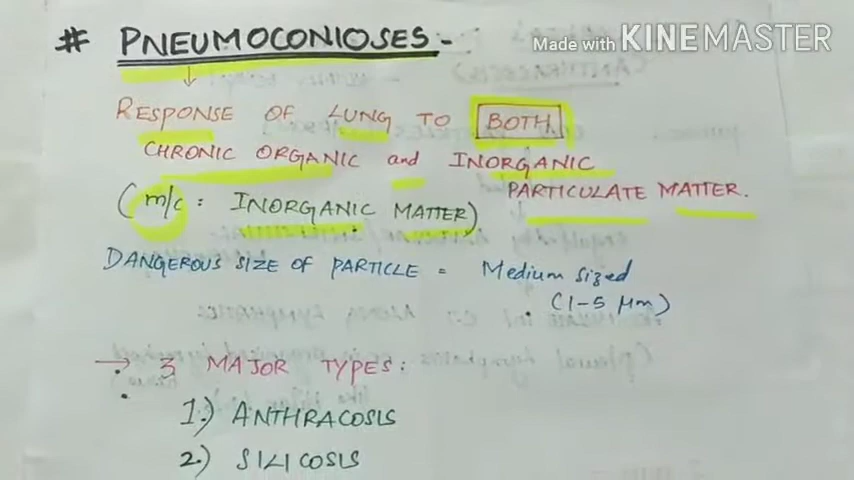 # PNEUMOCONIOSES -
Made with KINEMASTER
RESPONSE OF LUNG TO BOTH
CHRONIC ORGANIC and INORGANIC
PARTICULATE MATTER.
(m/c : INORGANIC MATTER)
DANGEROUS SIZE OF PARTICLE = Medium sized
(1-5 μm)
→ 3 MAJOR TYPES:
1.) ANTHRACOSIS
2.) SILICOSIS